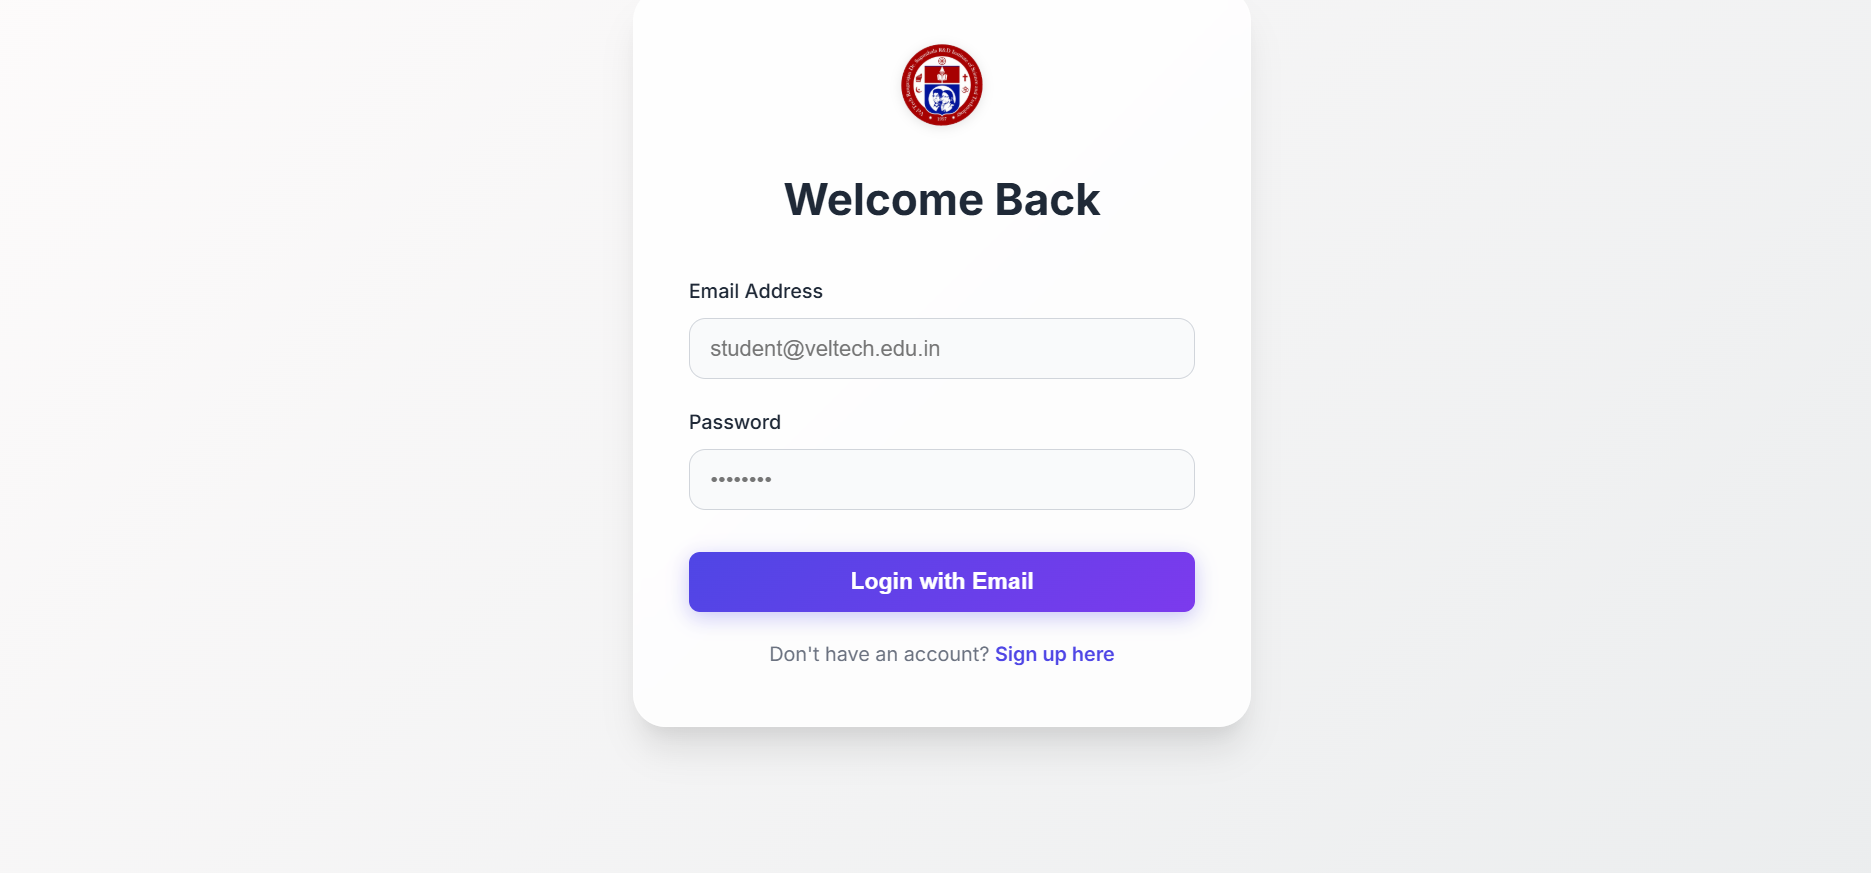 Welcome Back
Email Address
student@veltech.edu.in
Password
••••••••
Login with Email
Don't have an account? Sign up here